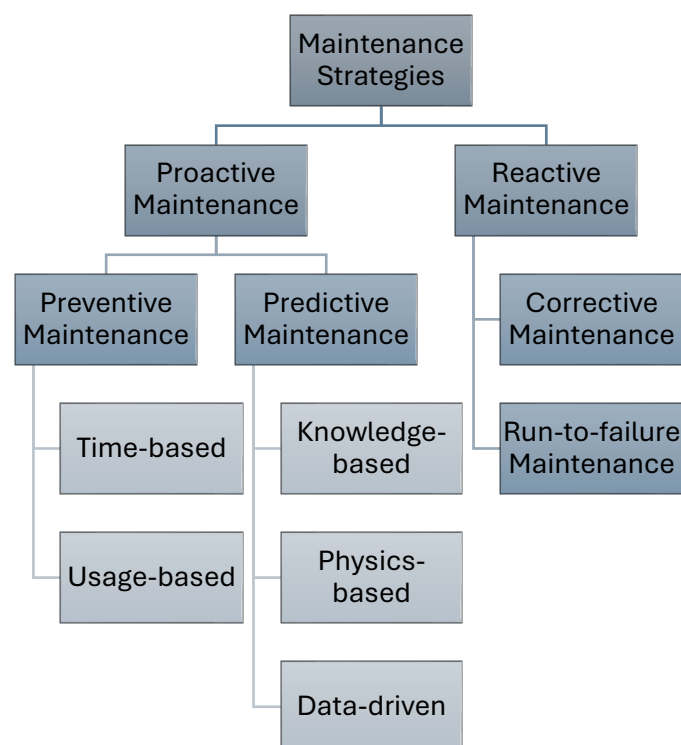 Maintenance
Strategies
Proactive
Maintenance
Reactive
Maintenance
Preventive
Maintenance
Predictive
Maintenance
Corrective
Maintenance
Time-based
Knowledge-
based
Run-to-failure
Maintenance
Usage-based
Physics-
based
Data-driven